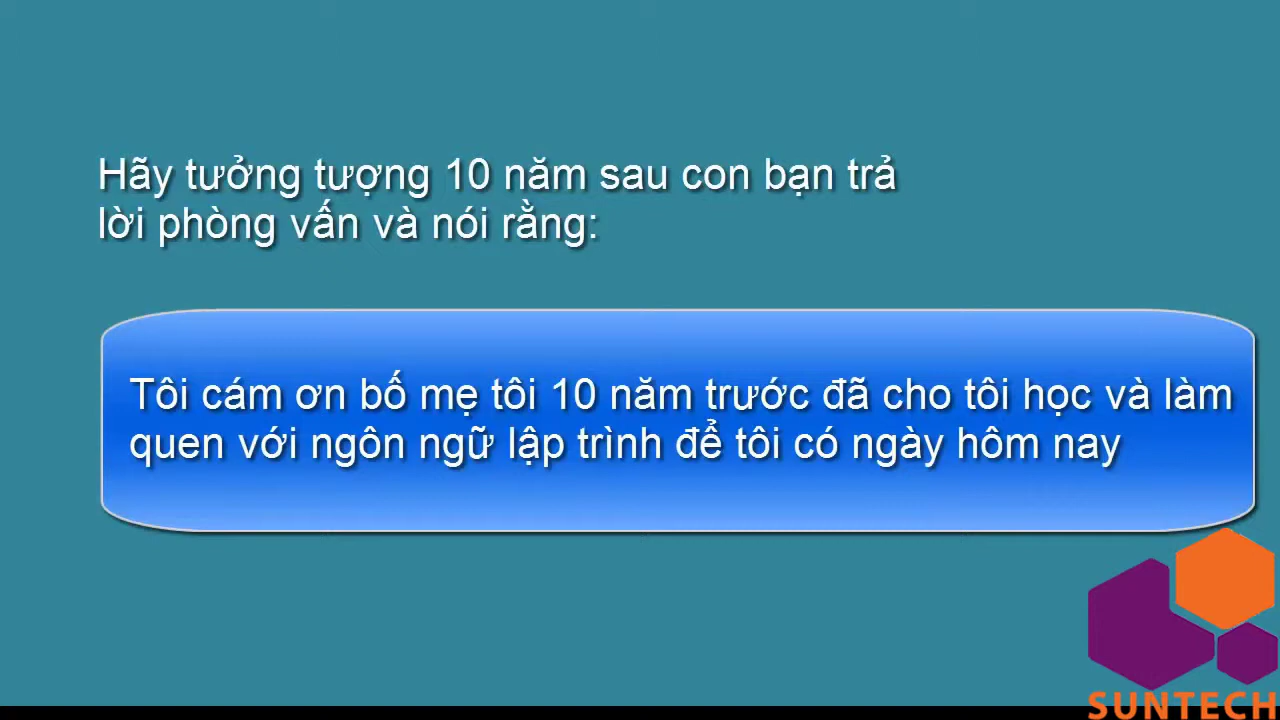 Hãy tưởng tượng 10 năm sau con bạn trả
lời phòng vấn và nói rằng:
Tôi cám ơn bố mẹ tôi 10 năm trước đã cho tôi học và làm
quen với ngôn ngữ lập trình để tôi có ngày hôm nay
SUNTECH